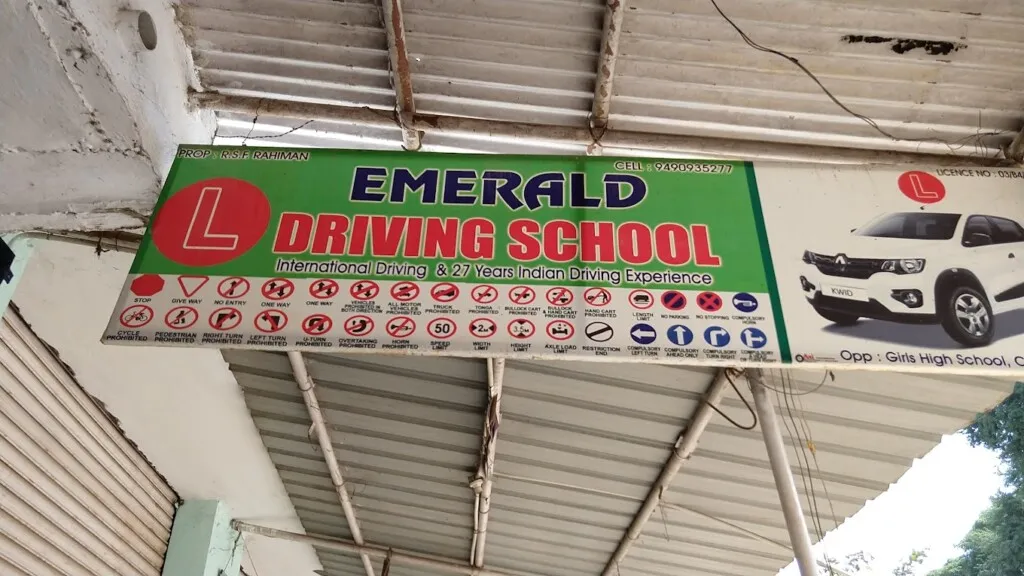 PROP : R.S.F. RAHIMAN
CELL : 9490935277
LICENCE NO : 03/84/
L
EMERALD
L
DRIVING SCHOOL
International Driving & 27 Years Indian Driving Experience
STOP
GIVE WAY
NO ENTRY
ONE WAY
ONE WAY
VEHICLES PROHIBITED IN BOTH DIRECTION
ALL MOTOR VEHICLES PROHIBITED
TRUCK PROHIBITED
TONGA PROHIBITED
BULLOCK CART PROHIBITED
BULLOCK & HAND CART PROHIBITED
HAND CART PROHIBITED
LENGTH LIMIT
NO PARKING
NO STOPPING
COMPULSORY HORN
CYCLE PROHIBITED
PEDESTRIAN PROHIBITED
RIGHT TURN PROHIBITED
LEFT TURN PROHIBITED
U-TURN PROHIBITED
OVERTAKING PROHIBITED
HORN PROHIBITED
50
SPEED LIMIT
WIDTH LIMIT
HEIGHT LIMIT
AXLE LOAD LIMIT
RESTRICTION END
COMPULSORY LEFT TURN
COMPULSORY AHEAD ONLY
COMPULSORY TURN RIGHT
COMPULSORY
KWID
Opp : Girls High School, C